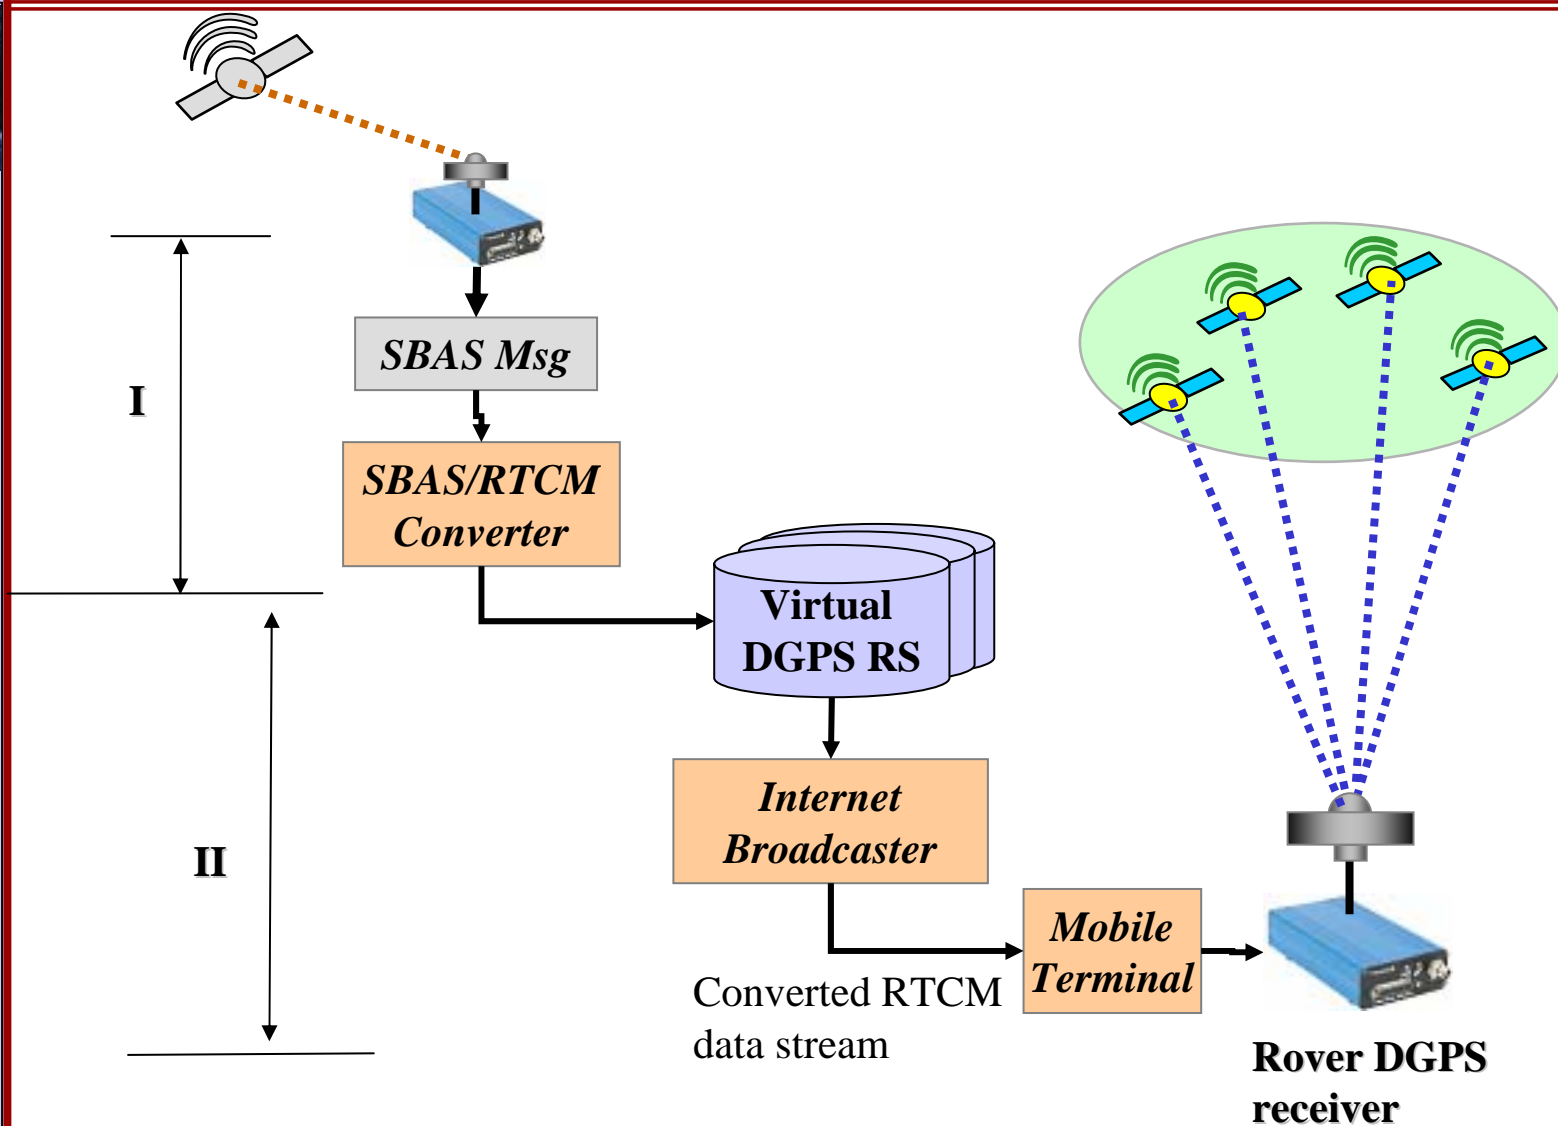 SBAS Msg
I
SBAS/RTCM
Converter
Virtual
DGPS RS
Internet
Broadcaster
II
Mobile
Terminal
Converted RTCM
data stream
Rover DGPS
receiver